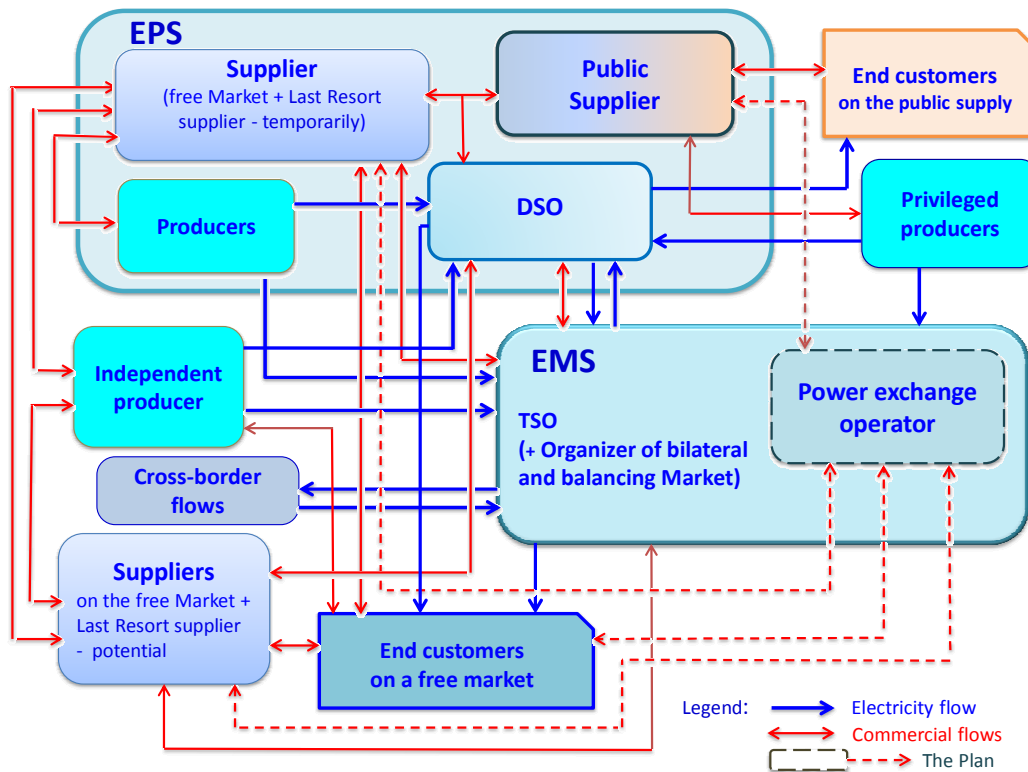 EPS
Supplier
(free Market + Last Resort
supplier - temporarily)
Public
Supplier
End customers
on the public supply
Producers
DSO
Privileged
producers
Independent
producer
EMS
TSO
(+ Organizer of bilateral
and balancing Market)
Power exchange
operator
Cross-border
flows
Suppliers
on the free Market +
Last Resort supplier
- potential
End customers
on a free market
Legend:
Electricity flow
Commercial flows
The Plan